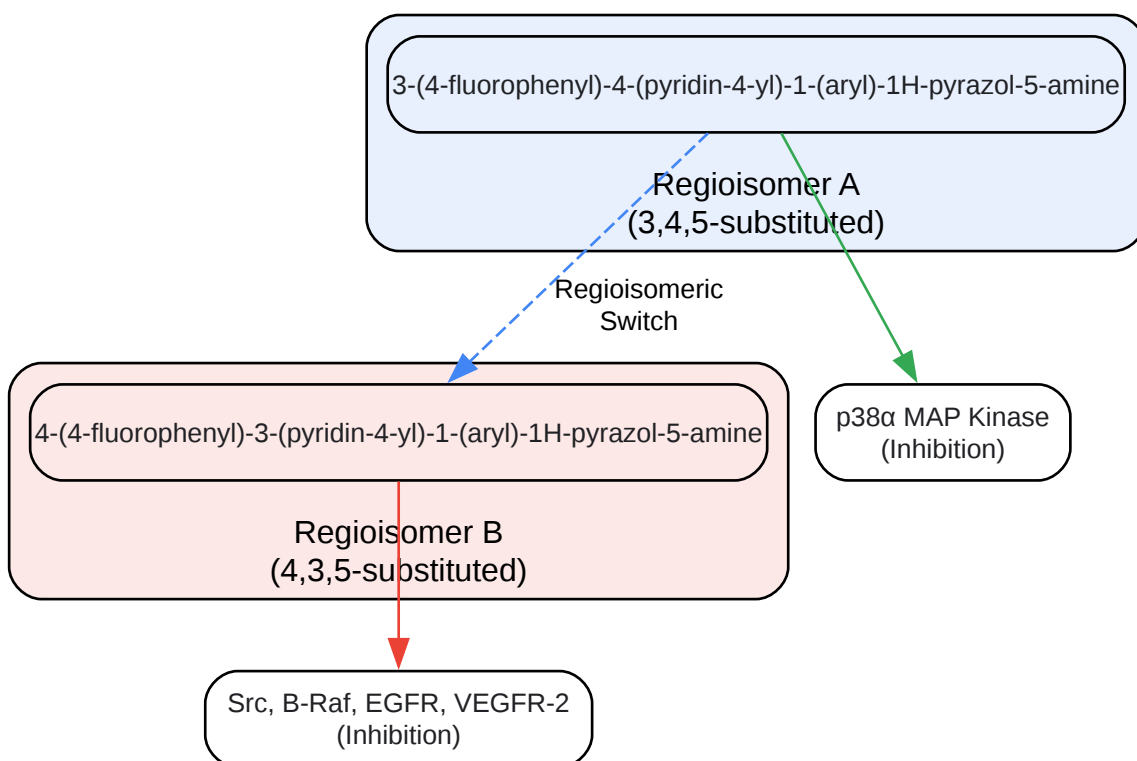 3-(4-fluorophenyl)-4-(pyridin-4-yl)-1-(aryl)-1H-pyrazol-5-amine
Regioisomer A
(3,4,5-substituted)
Regioisomeric
Switch
4-(4-fluorophenyl)-3-(pyridin-4-yl)-1-(aryl)-1H-pyrazol-5-amine
Regioisomer B
(4,3,5-substituted)
p38α MAP Kinase
(Inhibition)
Src, B-Raf, EGFR, VEGFR-2
(Inhibition)